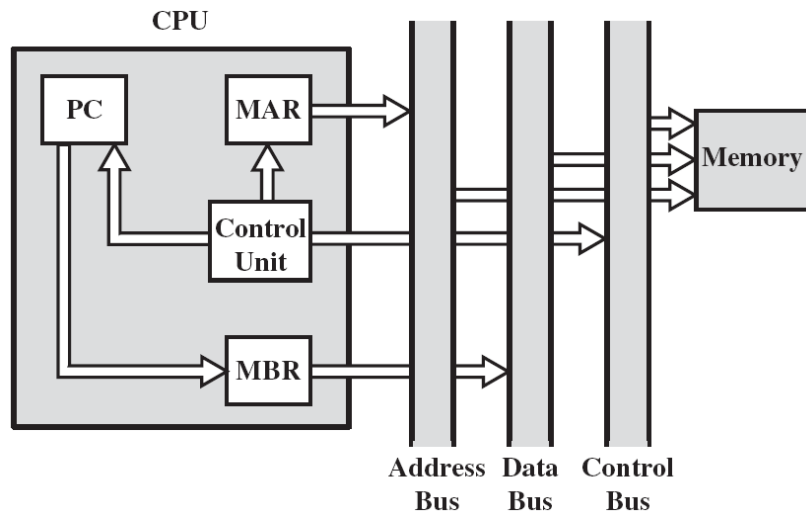 CPU
PC
MAR
Memory
Control
Unit
MBR
Address
Bus
Data
Bus
Control
Bus